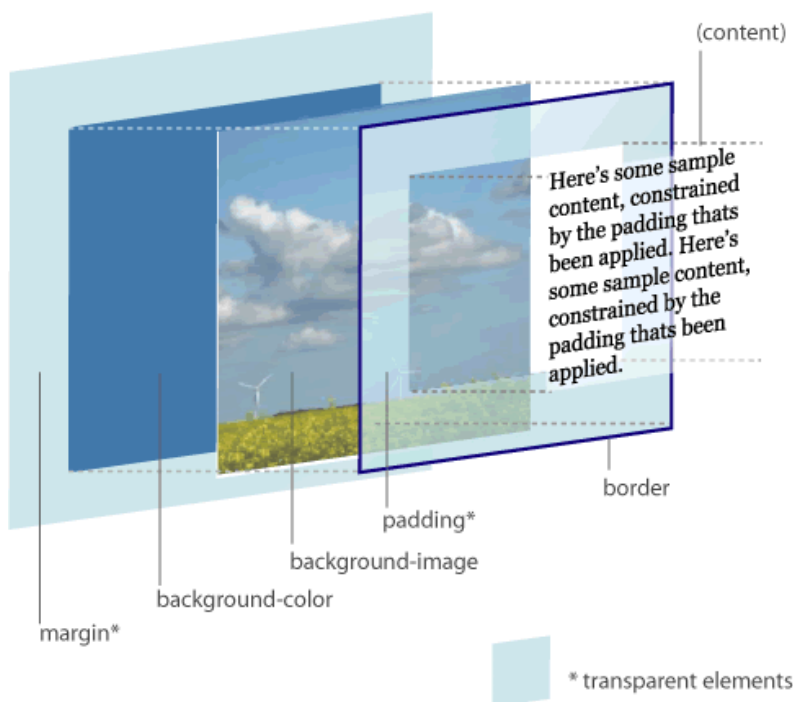 (content)
Here's some sample
content, constrained
by the padding thats
been applied. Here's
some sample content,
constrained by the
padding thats been
applied.
border
padding*
background-image
background-color
margin*
* transparent elements